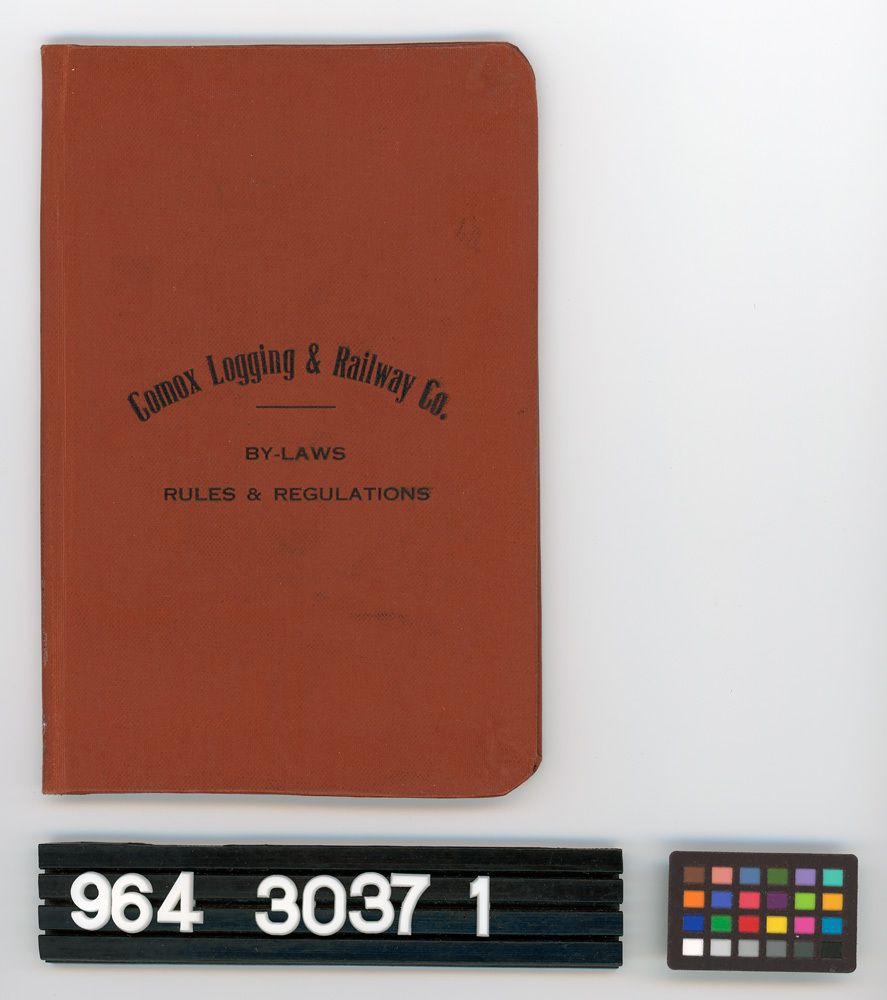 Comox Logging & Railway Co.
BY-LAWS
RULES & REGULATIONS
964 3037 1